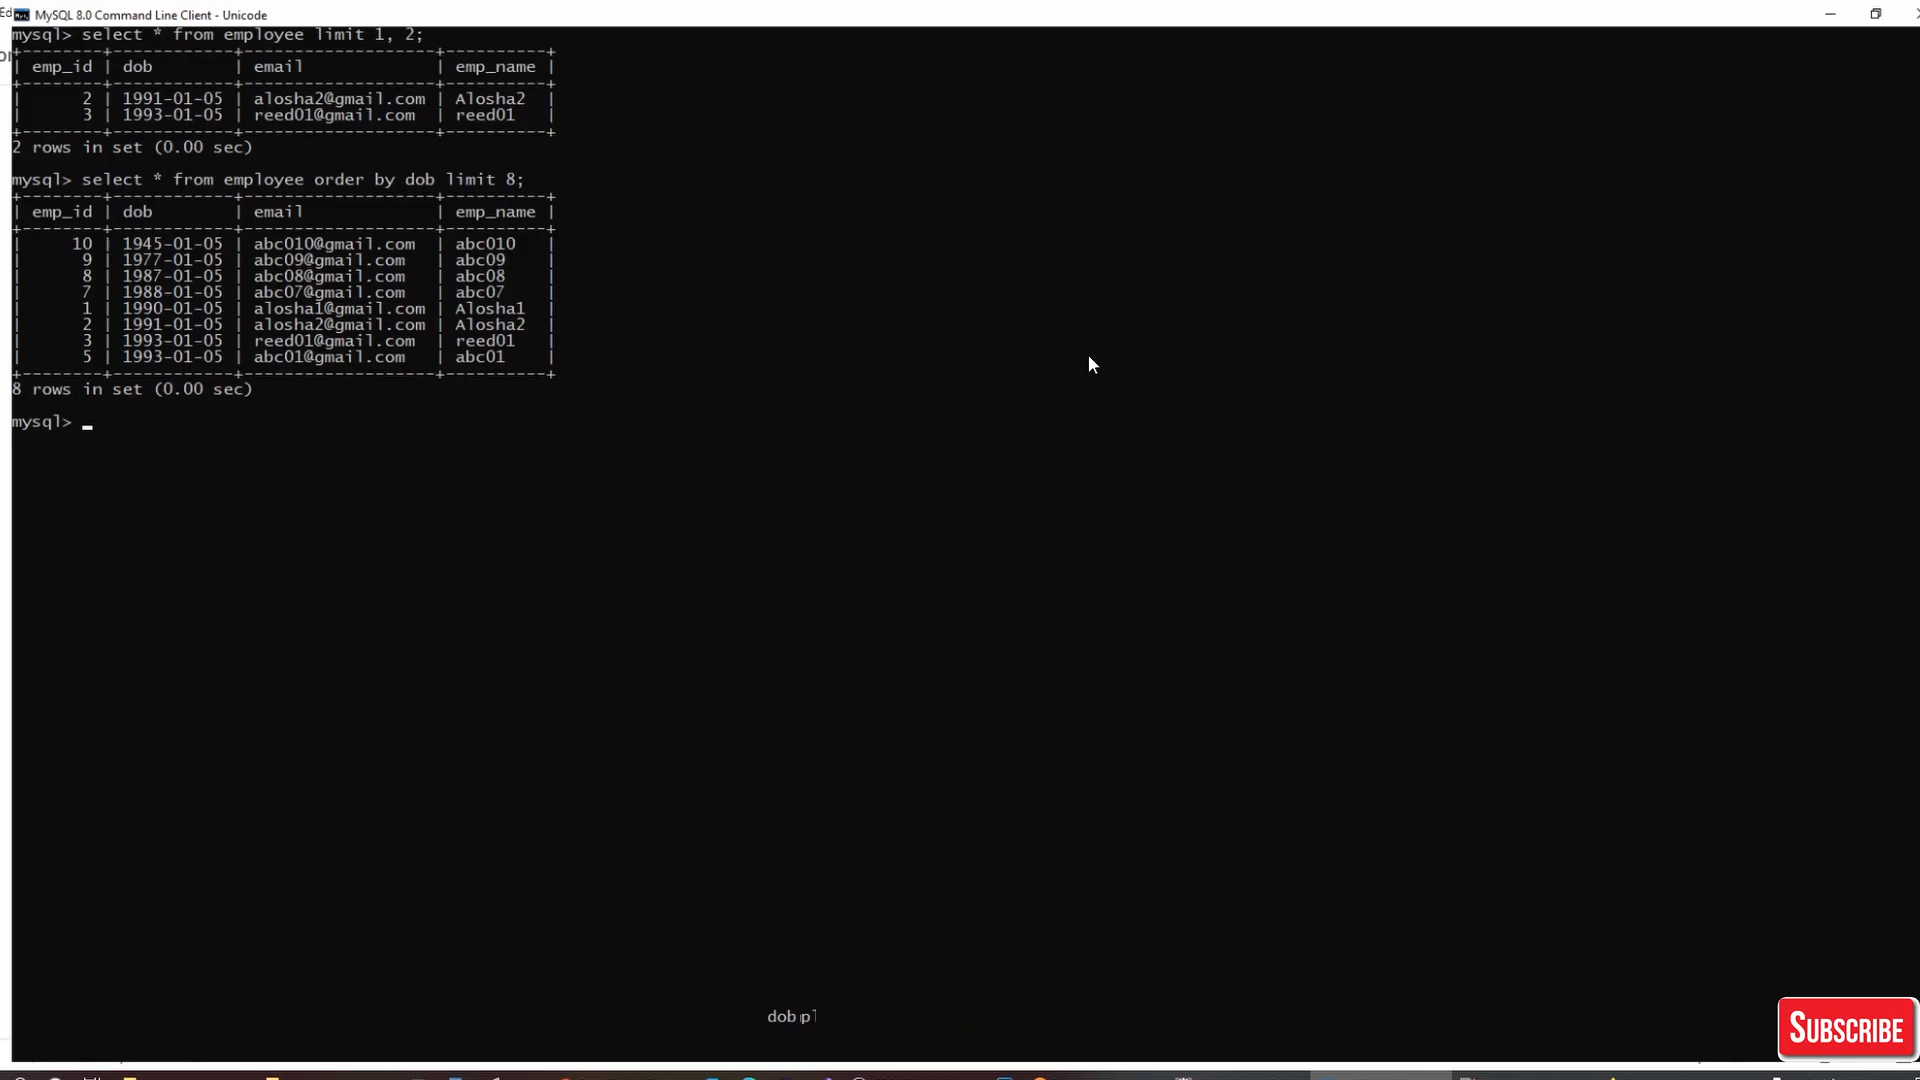 MySQL 8.0 Command Line Client - Unicode
mysql> select * from employee limit 1, 2;
+--------+------------+-------------------+----------+
| emp_id | dob        | email             | emp_name |
+--------+------------+-------------------+----------+
|      2 | 1991-01-05 | alosha2@gmail.com | Alosha2  |
|      3 | 1993-01-05 | reed01@gmail.com  | reed01   |
+--------+------------+-------------------+----------+
2 rows in set (0.00 sec)
mysql> select * from employee order by dob limit 8;
+--------+------------+-------------------+----------+
| emp_id | dob        | email             | emp_name |
+--------+------------+-------------------+----------+
|     10 | 1945-01-05 | abc010@gmail.com  | abc010   |
|      9 | 1977-01-05 | abc09@gmail.com   | abc09    |
|      8 | 1987-01-05 | abc08@gmail.com   | abc08    |
|      7 | 1988-01-05 | abc07@gmail.com   | abc07    |
|      1 | 1990-01-05 | alosha1@gmail.com | Alosha1  |
|      2 | 1991-01-05 | alosha2@gmail.com | Alosha2  |
|      3 | 1993-01-05 | reed01@gmail.com  | reed01   |
|      5 | 1993-01-05 | abc01@gmail.com   | abc01    |
+--------+------------+-------------------+----------+
8 rows in set (0.00 sec)
mysql> _
dob
SUBSCRIBE